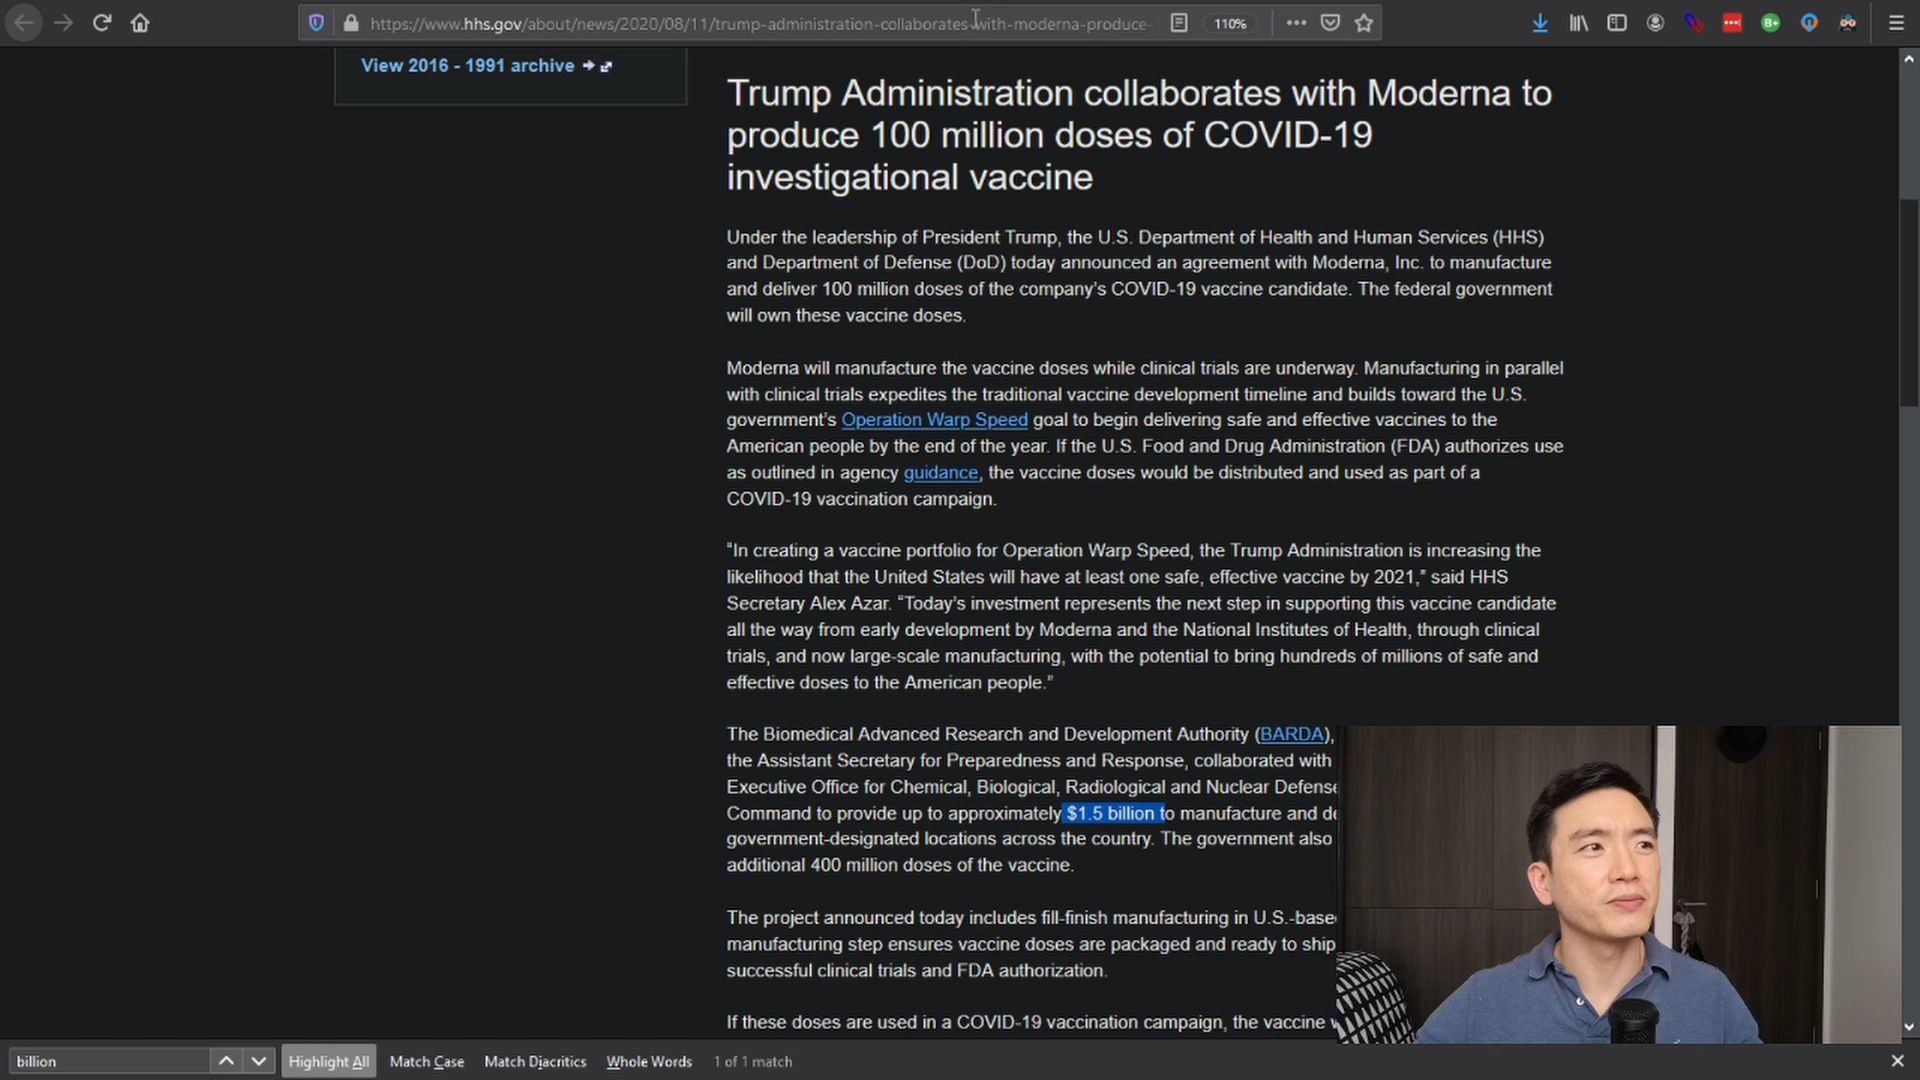 https://www.hhs.gov/about/news/2020/08/11/trump-administration-collaborates-with-moderna-produce-
110%
View 2016 - 1991 archive
Trump Administration collaborates with Moderna to
produce 100 million doses of COVID-19
investigational vaccine
Under the leadership of President Trump, the U.S. Department of Health and Human Services (HHS)
and Department of Defense (DoD) today announced an agreement with Moderna, Inc. to manufacture
and deliver 100 million doses of the company's COVID-19 vaccine candidate. The federal government
will own these vaccine doses.
Moderna will manufacture the vaccine doses while clinical trials are underway. Manufacturing in parallel
with clinical trials expedites the traditional vaccine development timeline and builds toward the U.S.
government's Operation Warp Speed goal to begin delivering safe and effective vaccines to the
American people by the end of the year. If the U.S. Food and Drug Administration (FDA) authorizes use
as outlined in agency guidance, the vaccine doses would be distributed and used as part of a
COVID-19 vaccination campaign.
“In creating a vaccine portfolio for Operation Warp Speed, the Trump Administration is increasing the
likelihood that the United States will have at least one safe, effective vaccine by 2021,” said HHS
Secretary Alex Azar. “Today's investment represents the next step in supporting this vaccine candidate
all the way from early development by Moderna and the National Institutes of Health, through clinical
trials, and now large-scale manufacturing, with the potential to bring hundreds of millions of safe and
effective doses to the American people.”
The Biomedical Advanced Research and Development Authority (BARDA),
the Assistant Secretary for Preparedness and Response, collaborated with
Executive Office for Chemical, Biological, Radiological and Nuclear Defense
Command to provide up to approximately $1.5 billion to manufacture and de
government-designated locations across the country. The government also
additional 400 million doses of the vaccine.
The project announced today includes fill-finish manufacturing in U.S.-base
manufacturing step ensures vaccine doses are packaged and ready to ship
successful clinical trials and FDA authorization.
If these doses are used in a COVID-19 vaccination campaign, the vaccine
billion
Highlight All
Match Case
Match Diacritics
Whole Words
1 of 1 match